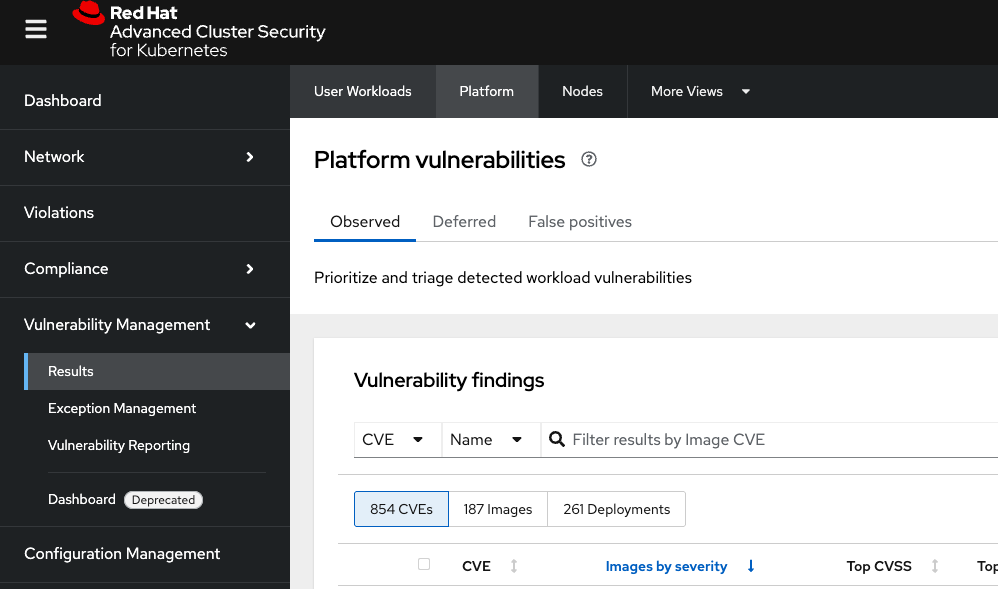 Red Hat
Advanced Cluster Security
for Kubernetes
Dashboard
Network
Violations
Compliance
Vulnerability Management
Results
Exception Management
Vulnerability Reporting
Dashboard Deprecated
Configuration Management
User Workloads Platform Nodes More Views
Platform vulnerabilities
Observed Deferred False positives
Prioritize and triage detected workload vulnerabilities
Vulnerability findings
CVE Name Filter results by Image CVE
854 CVEs 187 Images 261 Deployments
CVE Images by severity Top CVSS Top